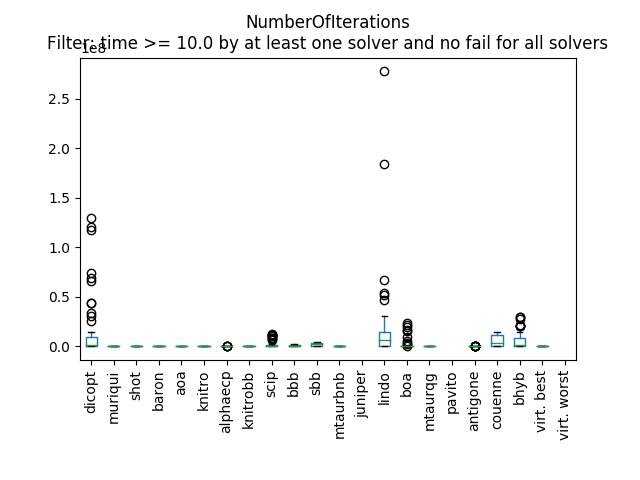 NumberOfIterations
Filter: time >= 10.0 by at least one solver and no fail for all solvers
1e8
2.5
2.0
1.5
1.0
0.5
0.0
dicopt
muriqui
shot
baron
aoa
knitro
alphaecp
knitrobb
scip
bbb
sbb
mtaurbnb
juniper
lindo
boa
mtaurqg
pavito
antigone
couenne
bhyb
virt. best
virt. worst